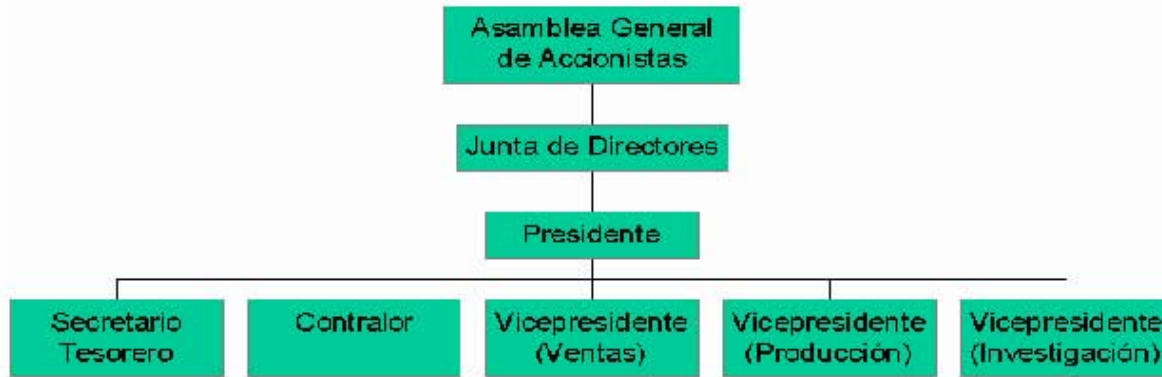 Asamblea General
de Accionistas
Junta de Directores
Presidente
Secretario
Tesorero
Contralor
Vicepresidente
(Ventas)
Vicepresidente
(Producción)
Vicepresidente
(Investigación)